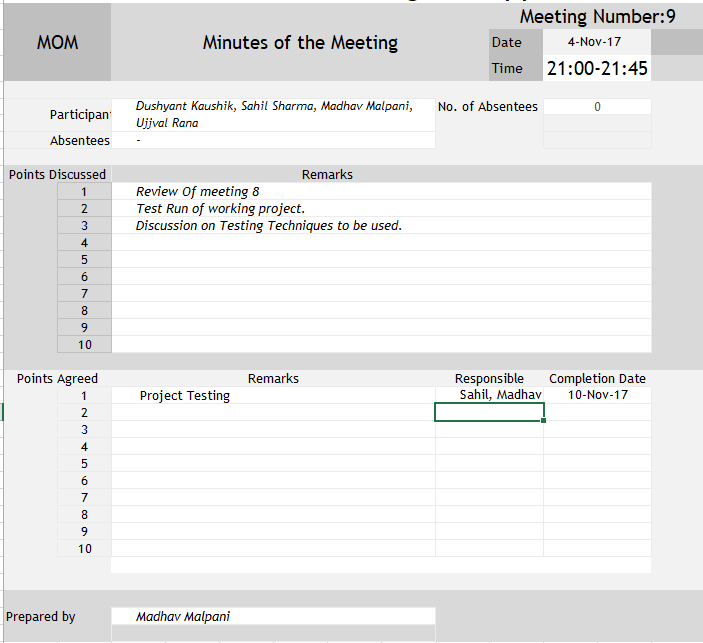 Meeting Number:9
MOM
Minutes of the Meeting
Date 4-Nov-17
Time 21:00-21:45
Participan Dushyant Kaushik, Sahil Sharma, Madhav Malpani, No. of Absentees 0
Ujjval Rana
Absentees -
Points Discussed Remarks
1 Review Of meeting 8
2 Test Run of working project.
3 Discussion on Testing Techniques to be used.
4
5
6
7
8
9
10
Points Agreed Remarks Responsible Completion Date
1 Project Testing Sahil, Madhav 10-Nov-17
2
3
4
5
6
7
8
9
10
Prepared by Madhav Malpani